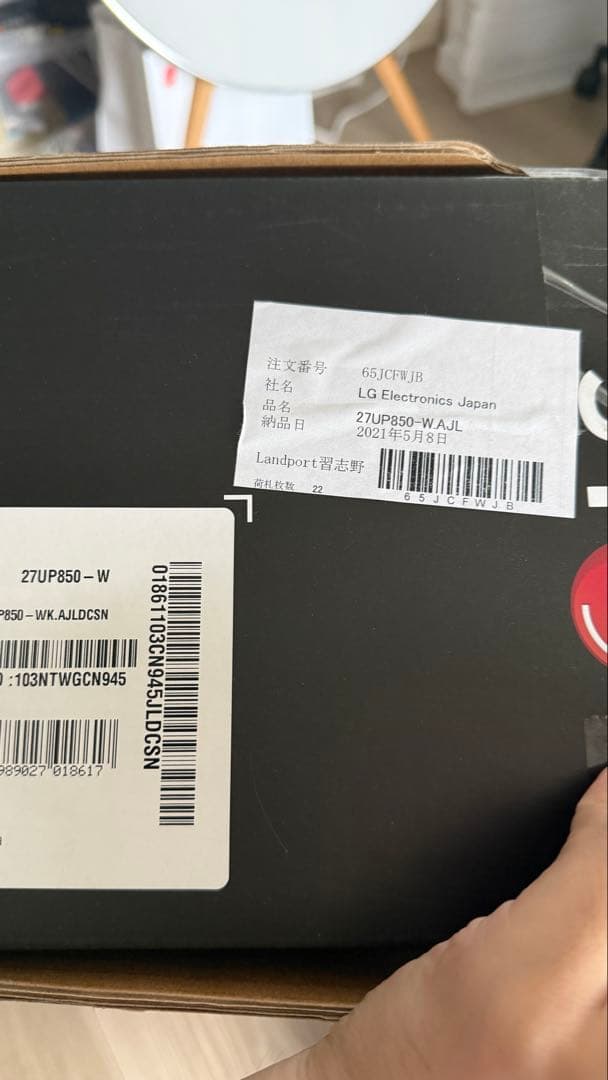 注文番号 65JCFWJB
社名 LG Electronics Japan
品名 27UP850-W.AJL
納品日 2021年5月8日
Landport習志野
荷札枚数 22
65JCFWJB
27UP850-W
P850-WK.AJLDCSN
:103NTWGCN945
989027 018617
01861103CN945JLDCSN